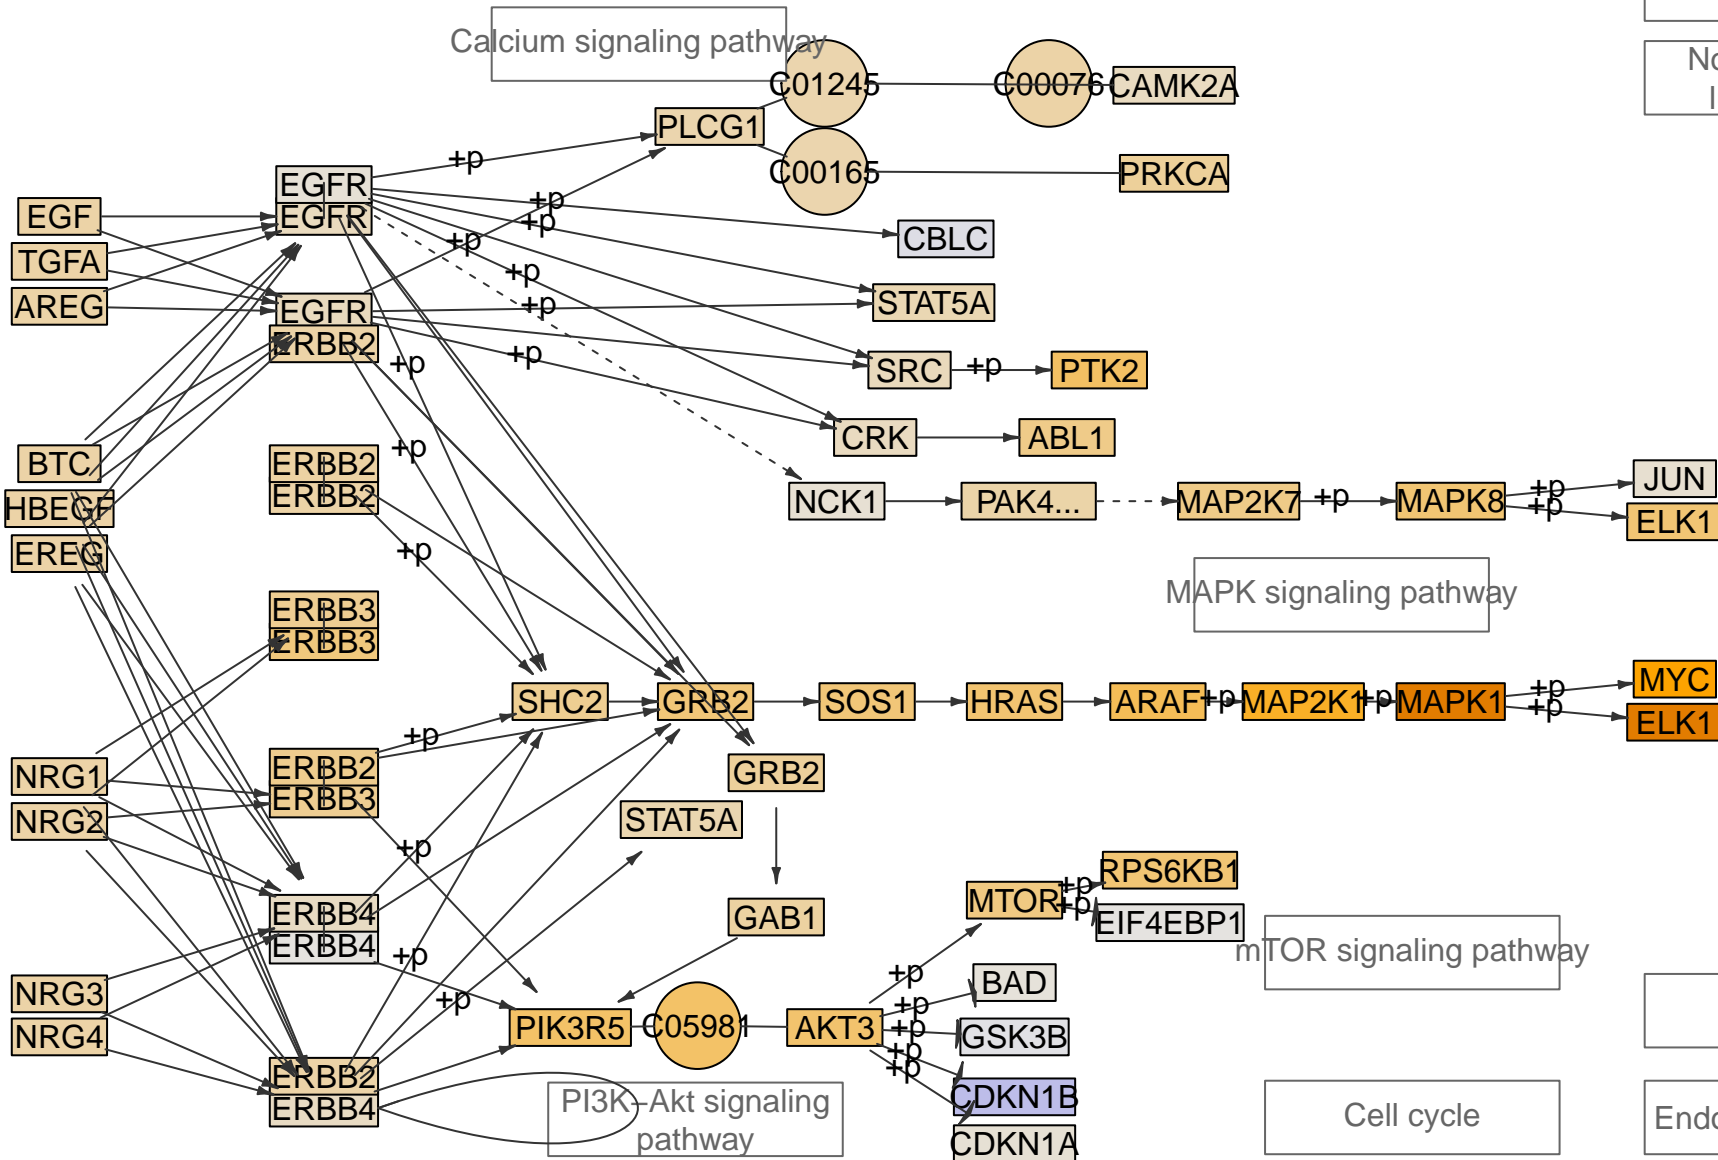 Calcium signaling pathway
No
I
C01245
C00076
CAMK2A
PLCG1
+p
C00165
PRKCA
EGFR
EGFR
EGF
TGFA
AREG
+p
+p
+p
CBLC
+p
STAT5A
EGFR
ERBB2
+p
+p
+p
SRC
+p
PTK2
CRK
ABL1
+p
BTC
HBEGF
EREG
ERBB2
ERBB2
+p
NCK1
PAK4...
MAP2K7
+p
MAPK8
+p
+p
JUN
ELK1
MAPK signaling pathway
ERBB3
ERBB3
SHC2
GRB2
SOS1
HRAS
ARAF
+p
MAP2K1
+p
MAPK1
+p
+p
MYC
ELK1
+p
NRG1
NRG2
ERBB2
ERBB3
GRB2
STAT5A
+p
GAB1
MTOR
+p
+p
RPS6KB1
EIF4EBP1
mTOR signaling pathway
ERBB4
ERBB4
+p
+p
NRG3
NRG4
PIK3R5
C05981
AKT3
+p
+p
+p
+p
+p
BAD
GSK3B
CDKN1B
CDKN1A
ERBB2
ERBB4
PI3K–Akt signaling
pathway
Cell cycle
Endo